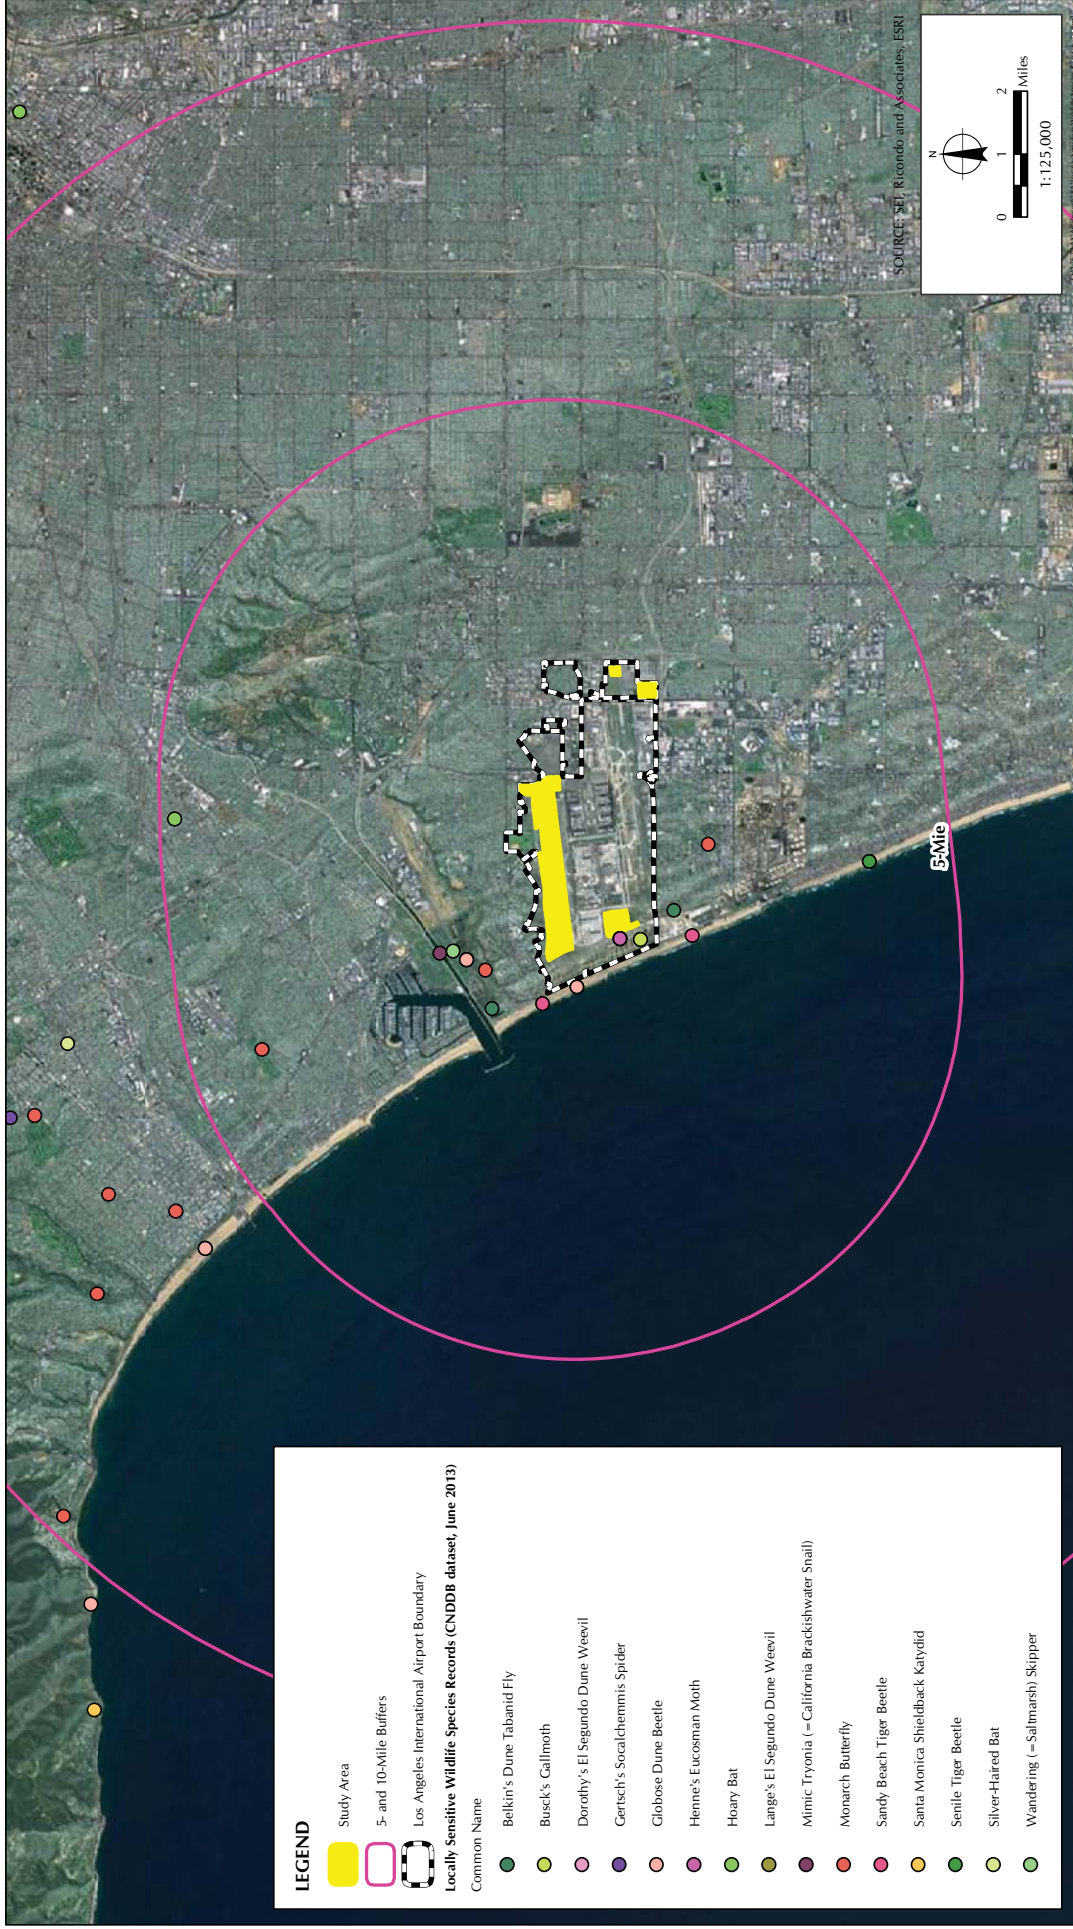 LEGEND
Study Area
5- and 10-Mile Buffers
Los Angeles International Airport Boundary
Locally Sensitive Wildlife Species Records (CNDDB dataset, June 2013)
Common Name
Belkin's Dune Tabanid Fly
Busck's Gallmoth
Dorothy's El Segundo Dune Weevil
Gertsch's Socalchemmis Spider
Globose Dune Beetle
Henne's Eucosman Moth
Hoary Bat
Lange's El Segundo Dune Weevil
Mimic Tryonia (=California Brackishwater Snail)
Monarch Butterfly
Sandy Beach Tiger Beetle
Santa Monica Shieldback Katydid
Senile Tiger Beetle
Silver-Haired Bat
Wandering (=Saltmarsh) Skipper
5-Mie
SOURCE: SEI, Ricondo and Associates, ESRI
N
0 1 2
Miles
1:125,000